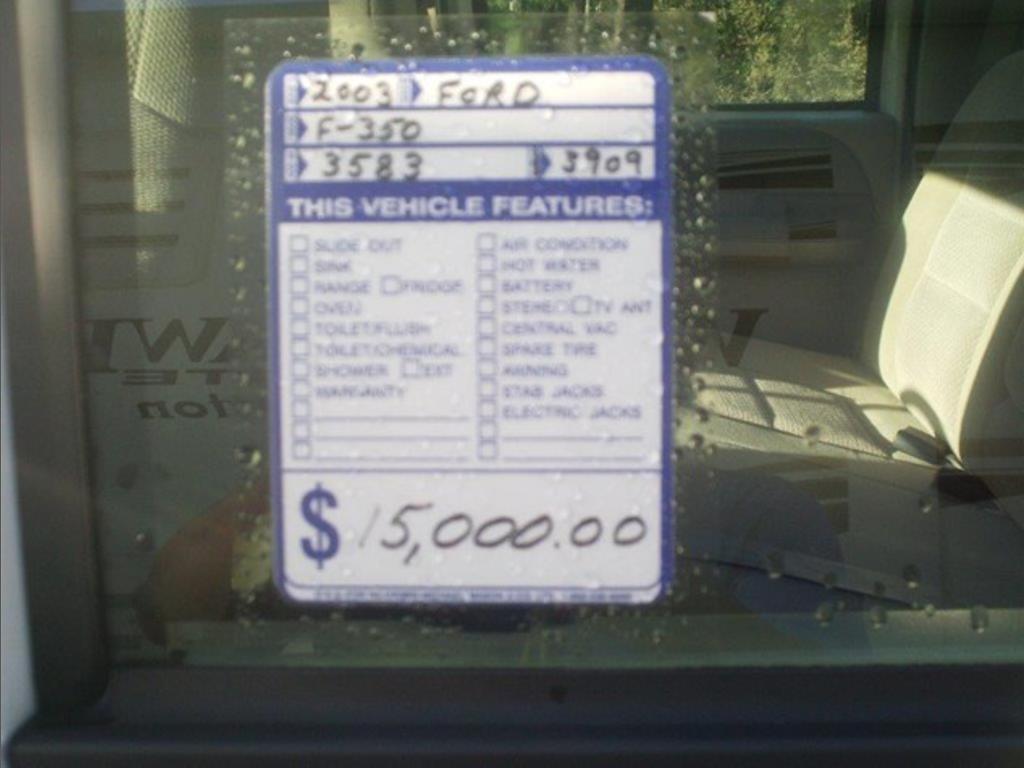 2003 FORD
F-350
3583 3909
THIS VEHICLE FEATURES:
SLIDE OUT
SINK
RANGE FRIDGE
OVEN
TOILET/FLUSH
TOILET/CHEMICAL
SHOWER EXT
WARRANTY
AIR CONDITION
HOT WATER
BATTERY
STEREO TV ANT
CENTRAL VAC
SPARE TIRE
AWNING
STAB JACKS
ELECTRIC JACKS
$ 15,000.00